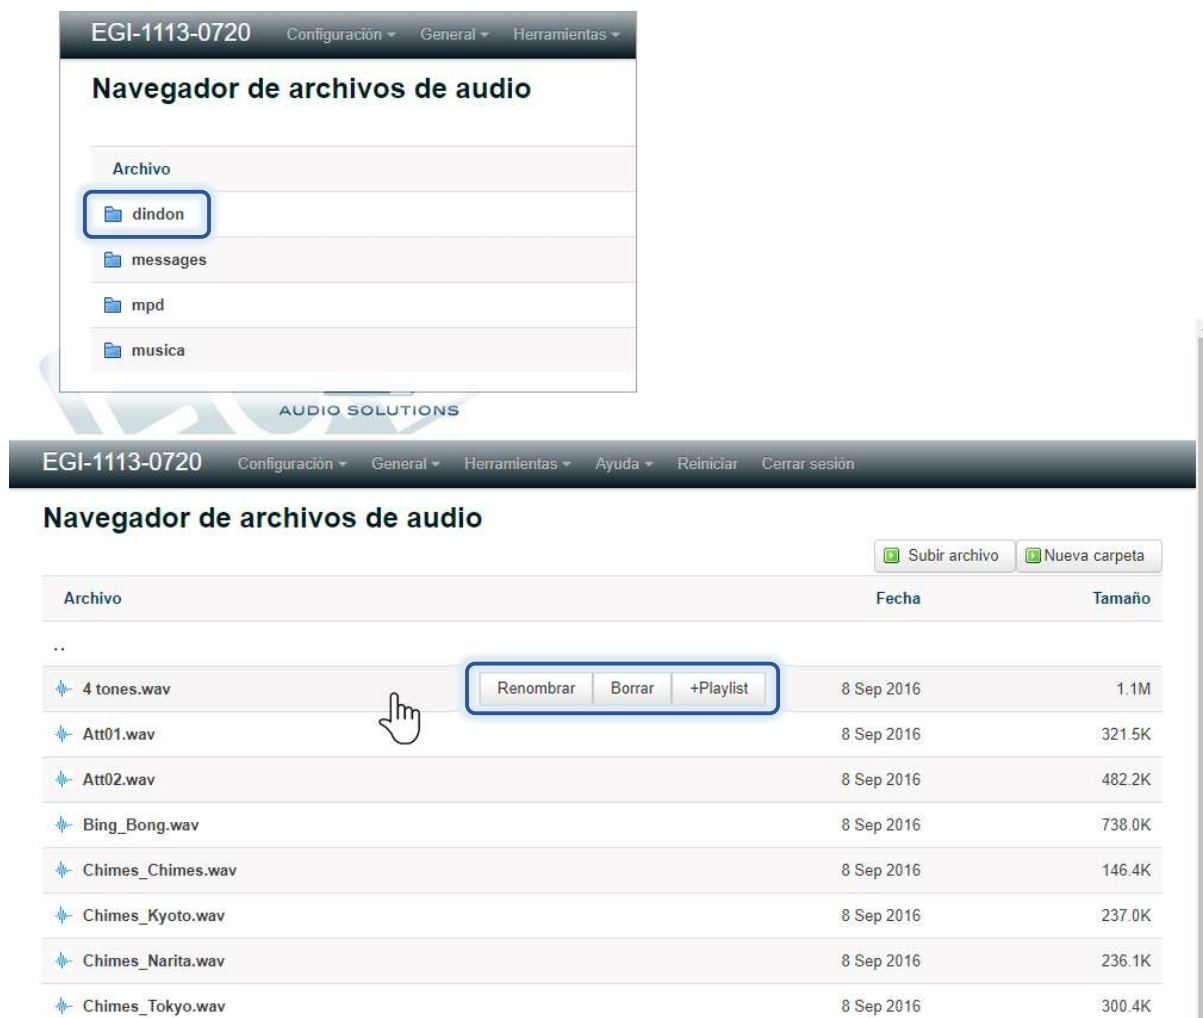 EGI-1113-0720 Configuración General Herramientas
Navegador de archivos de audio
Archivo
dindon
messages
mpd
musica
AUDIO SOLUTIONS
EGI-1113-0720 Configuración General Herramientas Ayuda Reiniciar Cerrar sesión
Navegador de archivos de audio
Subir archivo Nueva carpeta
Archivo Fecha Tamaño
..
4 tones.wav Renombrar Borrar +Playlist 8 Sep 2016 1.1M
Att01.wav 8 Sep 2016 321.5K
Att02.wav 8 Sep 2016 482.2K
Bing_Bong.wav 8 Sep 2016 738.0K
Chimes_Chimes.wav 8 Sep 2016 146.4K
Chimes_Kyoto.wav 8 Sep 2016 237.0K
Chimes_Narita.wav 8 Sep 2016 236.1K
Chimes_Tokyo.wav 8 Sep 2016 300.4K